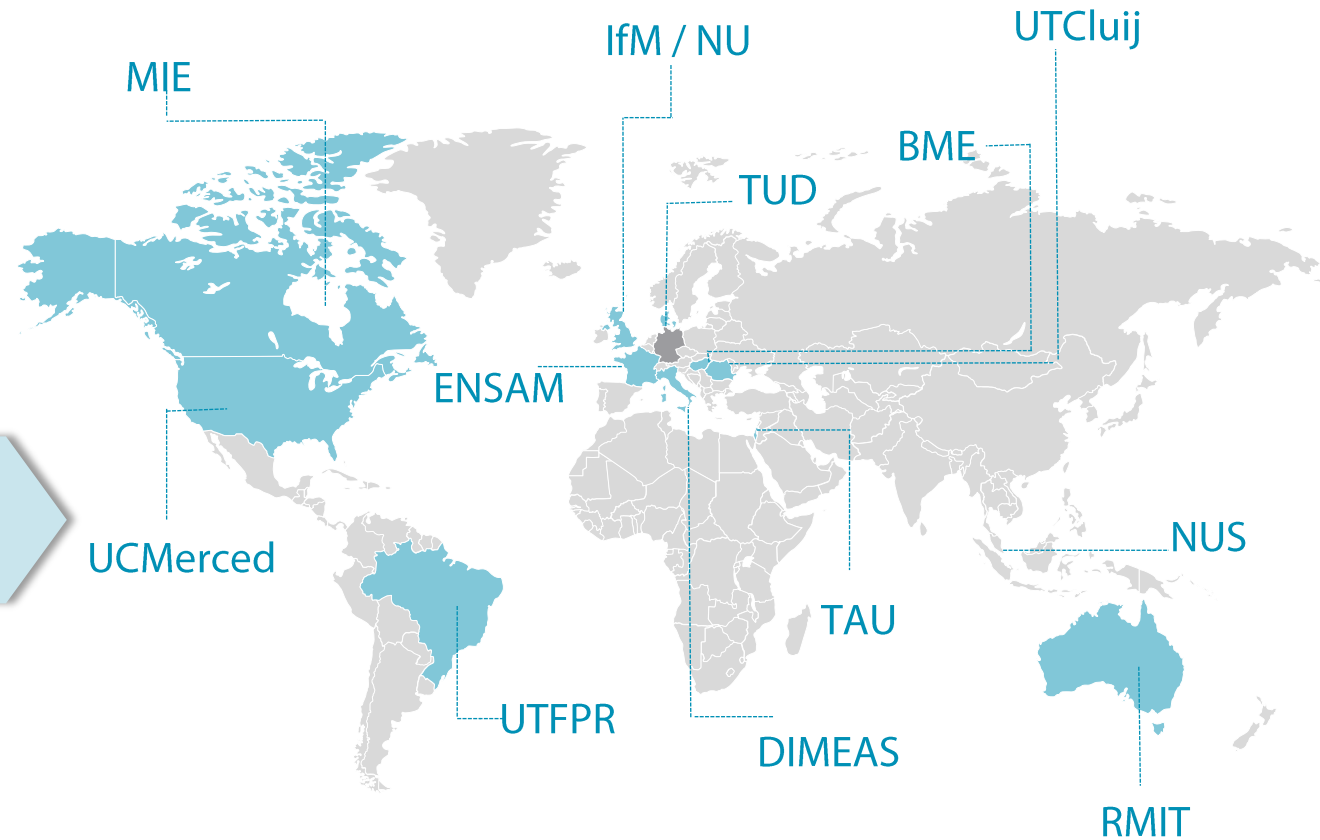 UTCluij
IfM / NU
MIE
BME
TUD
ENSAM
NUS
UCMerced
TAU
UTFPR
DIMEAS
RMIT